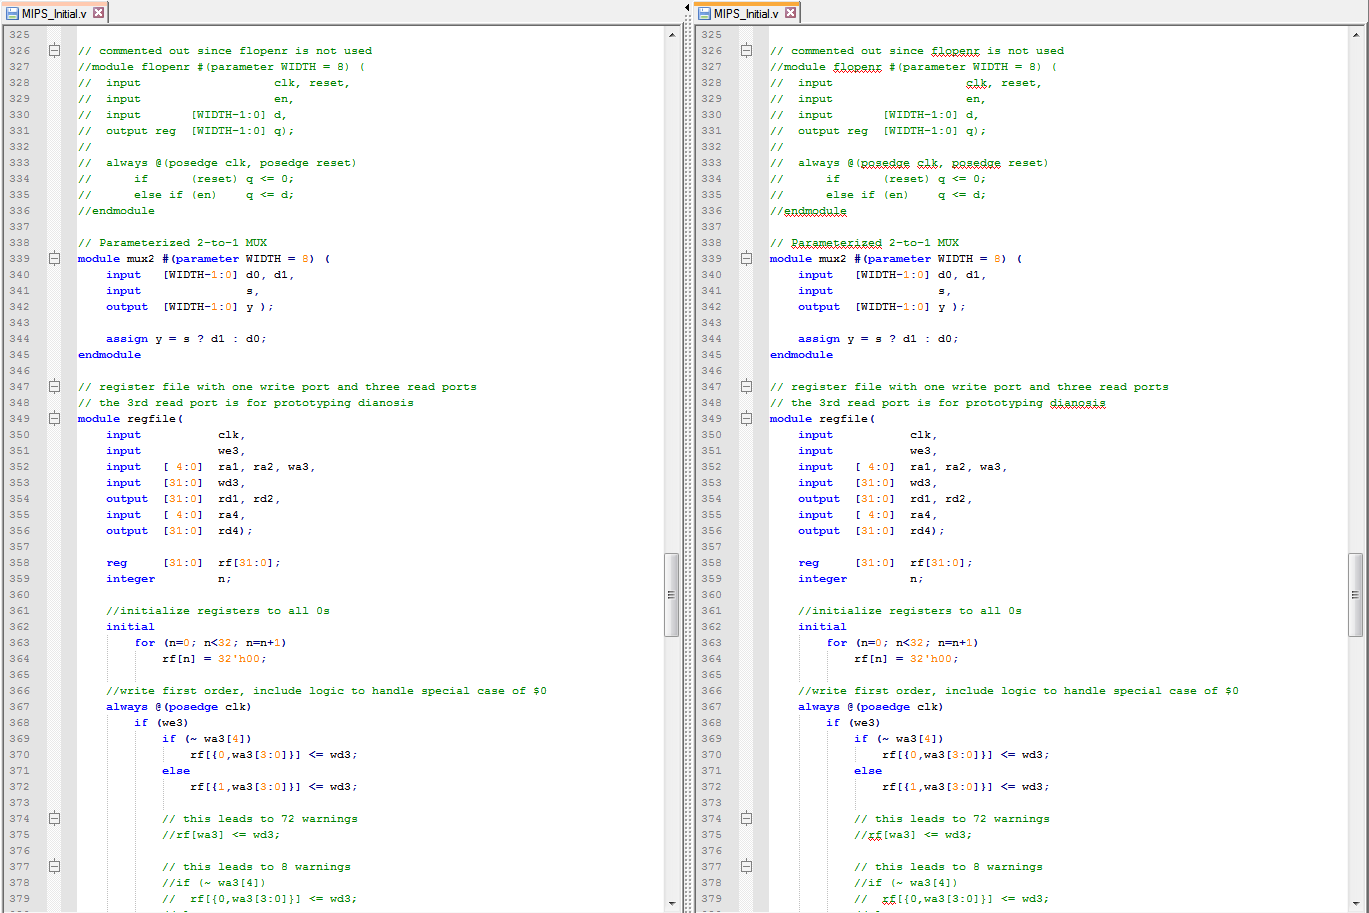 MIPS_Initial.v
325
326 // commented out since flopenr is not used
327 //module flopenr #(parameter WIDTH = 8) (
328 //  input                   clk, reset,
329 //  input                   en,
330 //  input       [WIDTH-1:0] d,
331 //  output reg  [WIDTH-1:0] q);
332 //
333 //  always @(posedge clk, posedge reset)
334 //      if      (reset) q <= 0;
335 //      else if (en)    q <= d;
336 //endmodule
337
338 // Parameterized 2-to-1 MUX
339 module mux2 #(parameter WIDTH = 8) (
340     input   [WIDTH-1:0] d0, d1,
341     input               s,
342     output  [WIDTH-1:0] y );
343
344     assign y = s ? d1 : d0;
345 endmodule
346
347 // register file with one write port and three read ports
348 // the 3rd read port is for prototyping dianosis
349 module regfile(
350     input           clk,
351     input           we3,
352     input   [ 4:0]  ra1, ra2, wa3,
353     input   [31:0]  wd3,
354     output  [31:0]  rd1, rd2,
355     input   [ 4:0]  ra4,
356     output  [31:0]  rd4);
357
358     reg     [31:0]  rf[31:0];
359     integer         n;
360
361     //initialize registers to all 0s
362     initial
363         for (n=0; n<32; n=n+1)
364             rf[n] = 32'h00;
365
366     //write first order, include logic to handle special case of $0
367     always @(posedge clk)
368         if (we3)
369             if (~ wa3[4])
370                 rf[{0,wa3[3:0]}] <= wd3;
371             else
372                 rf[{1,wa3[3:0]}] <= wd3;
373
374             // this leads to 72 warnings
375             //rf[wa3] <= wd3;
376
377             // this leads to 8 warnings
378             //if (~ wa3[4])
379             //  rf[{0,wa3[3:0]}] <= wd3;
MIPS_Initial.v
325
326 // commented out since flopenr is not used
327 //module flopenr #(parameter WIDTH = 8) (
328 //  input                   clk, reset,
329 //  input                   en,
330 //  input       [WIDTH-1:0] d,
331 //  output reg  [WIDTH-1:0] q);
332 //
333 //  always @(posedge clk, posedge reset)
334 //      if      (reset) q <= 0;
335 //      else if (en)    q <= d;
336 //endmodule
337
338 // Parameterized 2-to-1 MUX
339 module mux2 #(parameter WIDTH = 8) (
340     input   [WIDTH-1:0] d0, d1,
341     input               s,
342     output  [WIDTH-1:0] y );
343
344     assign y = s ? d1 : d0;
345 endmodule
346
347 // register file with one write port and three read ports
348 // the 3rd read port is for prototyping dianosis
349 module regfile(
350     input           clk,
351     input           we3,
352     input   [ 4:0]  ra1, ra2, wa3,
353     input   [31:0]  wd3,
354     output  [31:0]  rd1, rd2,
355     input   [ 4:0]  ra4,
356     output  [31:0]  rd4);
357
358     reg     [31:0]  rf[31:0];
359     integer         n;
360
361     //initialize registers to all 0s
362     initial
363         for (n=0; n<32; n=n+1)
364             rf[n] = 32'h00;
365
366     //write first order, include logic to handle special case of $0
367     always @(posedge clk)
368         if (we3)
369             if (~ wa3[4])
370                 rf[{0,wa3[3:0]}] <= wd3;
371             else
372                 rf[{1,wa3[3:0]}] <= wd3;
373
374             // this leads to 72 warnings
375             //rf[wa3] <= wd3;
376
377             // this leads to 8 warnings
378             //if (~ wa3[4])
379             //  rf[{0,wa3[3:0]}] <= wd3;